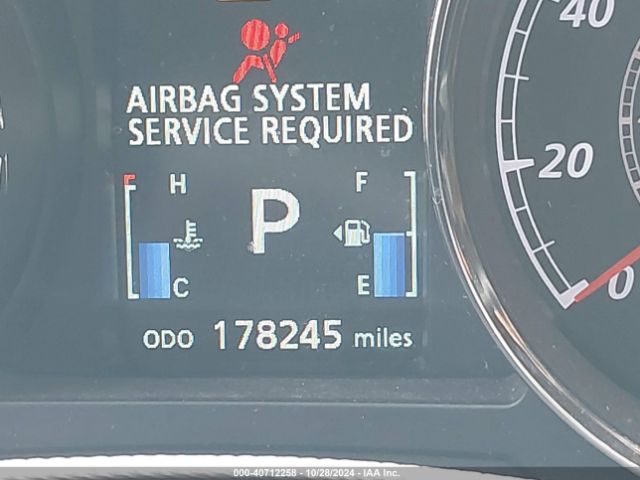 AIRBAG SYSTEM
SERVICE REQUIRED
H
F
P
C
E
ODO 178245 miles
40
20
0
000-40712258 - 10/28/2024 - IAA Inc.